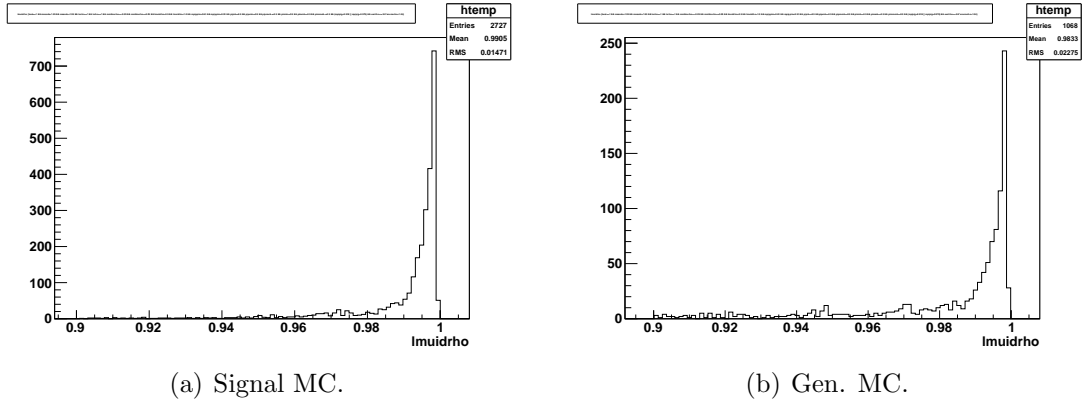 htemp
Entries 2727
Mean 0.9905
RMS 0.01471
700
600
500
400
300
200
100
0
0.9 0.92 0.94 0.96 0.98 1
lmuidrho
(a) Signal MC.
htemp
Entries 1068
Mean 0.9833
RMS 0.02275
250
200
150
100
50
0
0.9 0.92 0.94 0.96 0.98 1
lmuidrho
(b) Gen. MC.